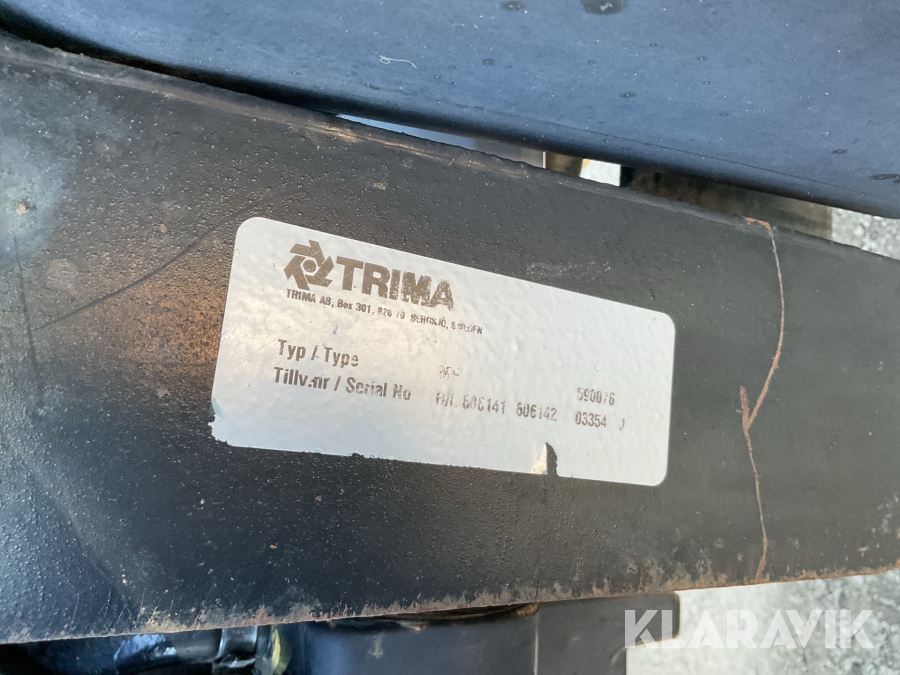 TRIMA
TRIMA AB, Box 301, 820 70 BERGSJÖ, SWEDEN
Typ / Type 590076
Tillv.nr / Serial No R/L 606141 606142 03354 J
KLARAVIK